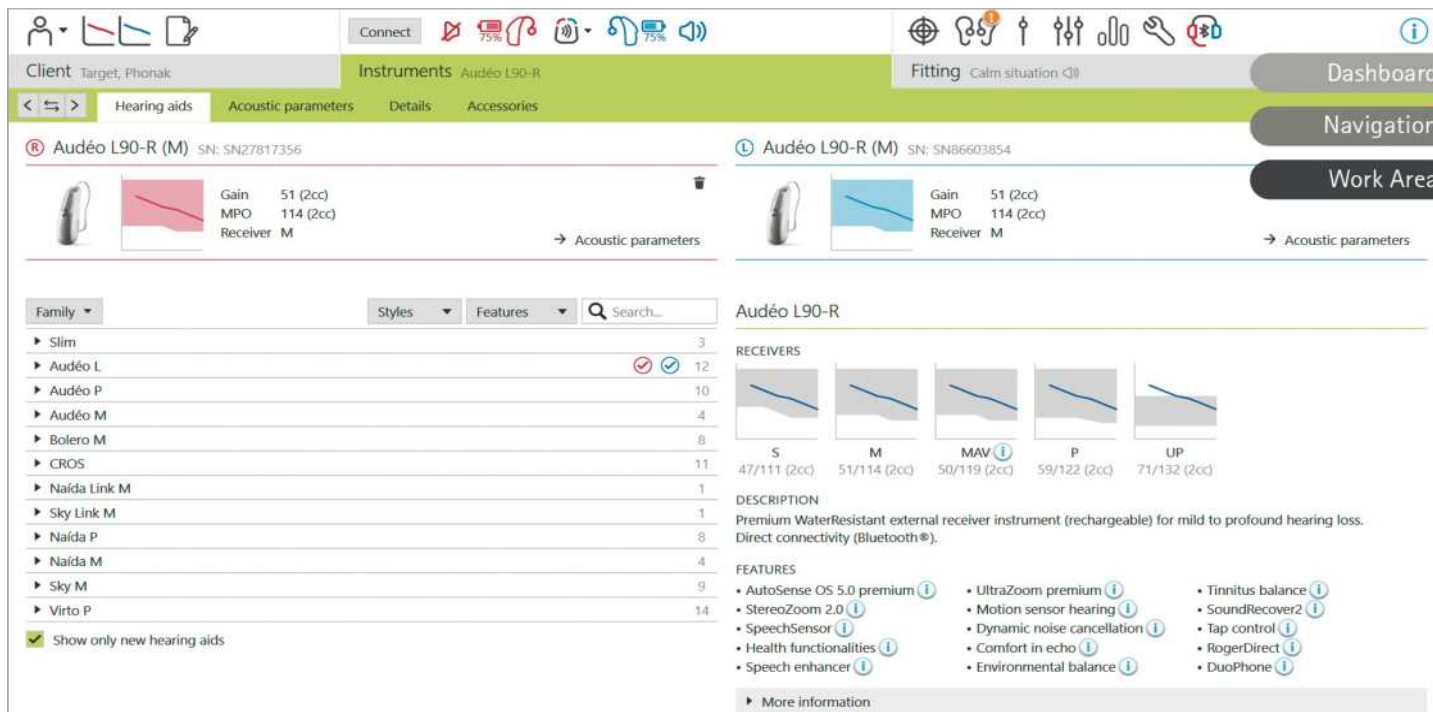 Connect
75%
75%
Client Target, Phonak
Instruments Audéo L90-R
Fitting Calm situation
Dashboard
Hearing aids Acoustic parameters Details Accessories
Navigation
Work Area
R Audéo L90-R (M) SN: SN27817356
Gain 51 (2cc)
MPO 114 (2cc)
Receiver M
→ Acoustic parameters
L Audéo L90-R (M) SN: SN86603854
Gain 51 (2cc)
MPO 114 (2cc)
Receiver M
→ Acoustic parameters
Family Styles Features Search...
Slim 3
Audéo L 12
Audéo P 10
Audéo M 4
Bolero M 8
CROS 11
Naída Link M 1
Sky Link M 1
Naída P 8
Naída M 4
Sky M 9
Virto P 14
Show only new hearing aids
Audéo L90-R
RECEIVERS
S M MAV i P UP
47/111 (2cc) 51/114 (2cc) 50/119 (2cc) 59/122 (2cc) 71/132 (2cc)
DESCRIPTION
Premium WaterResistant external receiver instrument (rechargeable) for mild to profound hearing loss.
Direct connectivity (Bluetooth®).
FEATURES
• AutoSense OS 5.0 premium i • UltraZoom premium i • Tinnitus balance i
• StereoZoom 2.0 i • Motion sensor hearing i • SoundRecover2 i
• SpeechSensor i • Dynamic noise cancellation i • Tap control i
• Health functionalities i • Comfort in echo i • RogerDirect i
• Speech enhancer i • Environmental balance i • DuoPhone i
More information